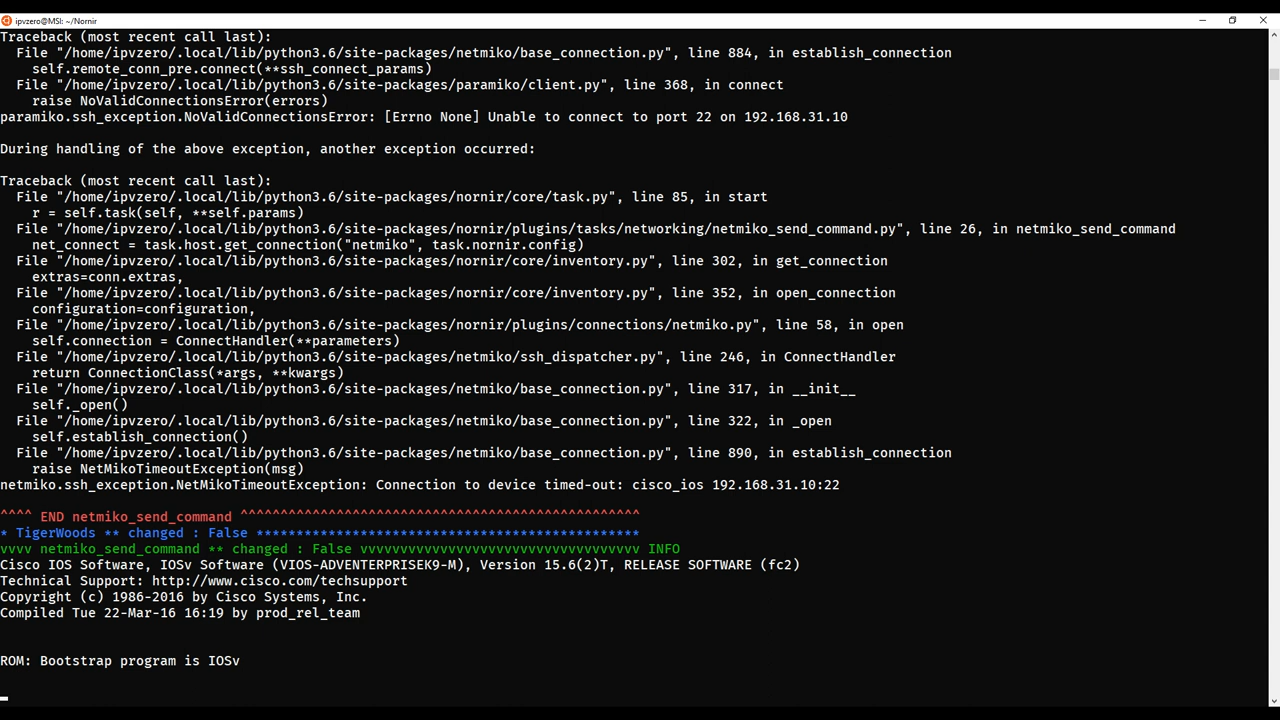 ipvzero@MSI: ~/Nornir
Traceback (most recent call last):
  File "/home/ipvzero/.local/lib/python3.6/site-packages/netmiko/base_connection.py", line 884, in establish_connection
    self.remote_conn_pre.connect(**ssh_connect_params)
  File "/home/ipvzero/.local/lib/python3.6/site-packages/paramiko/client.py", line 368, in connect
    raise NoValidConnectionsError(errors)
paramiko.ssh_exception.NoValidConnectionsError: [Errno None] Unable to connect to port 22 on 192.168.31.10
During handling of the above exception, another exception occurred:
Traceback (most recent call last):
  File "/home/ipvzero/.local/lib/python3.6/site-packages/nornir/core/task.py", line 85, in start
    r = self.task(self, **self.params)
  File "/home/ipvzero/.local/lib/python3.6/site-packages/nornir/plugins/tasks/networking/netmiko_send_command.py", line 26, in netmiko_send_command
    net_connect = task.host.get_connection("netmiko", task.nornir.config)
  File "/home/ipvzero/.local/lib/python3.6/site-packages/nornir/core/inventory.py", line 302, in get_connection
    extras=conn.extras,
  File "/home/ipvzero/.local/lib/python3.6/site-packages/nornir/core/inventory.py", line 352, in open_connection
    configuration=configuration,
  File "/home/ipvzero/.local/lib/python3.6/site-packages/nornir/plugins/connections/netmiko.py", line 58, in open
    self.connection = ConnectHandler(**parameters)
  File "/home/ipvzero/.local/lib/python3.6/site-packages/netmiko/ssh_dispatcher.py", line 246, in ConnectHandler
    return ConnectionClass(*args, **kwargs)
  File "/home/ipvzero/.local/lib/python3.6/site-packages/netmiko/base_connection.py", line 317, in __init__
    self._open()
  File "/home/ipvzero/.local/lib/python3.6/site-packages/netmiko/base_connection.py", line 322, in _open
    self.establish_connection()
  File "/home/ipvzero/.local/lib/python3.6/site-packages/netmiko/base_connection.py", line 890, in establish_connection
    raise NetMikoTimeoutException(msg)
netmiko.ssh_exception.NetMikoTimeoutException: Connection to device timed-out: cisco_ios 192.168.31.10:22
^^^^ END netmiko_send_command ^^^^^^^^^^^^^^^^^^^^^^^^^^^^^^^^^^^^^^^^^^^^^^^^^^
* TigerWoods ** changed : False ************************************************
vvvv netmiko_send_command ** changed : False vvvvvvvvvvvvvvvvvvvvvvvvvvvvvvvvvvv INFO
Cisco IOS Software, IOSv Software (VIOS-ADVENTERPRISEK9-M), Version 15.6(2)T, RELEASE SOFTWARE (fc2)
Technical Support: http://www.cisco.com/techsupport
Copyright (c) 1986-2016 by Cisco Systems, Inc.
Compiled Tue 22-Mar-16 16:19 by prod_rel_team
ROM: Bootstrap program is IOSv